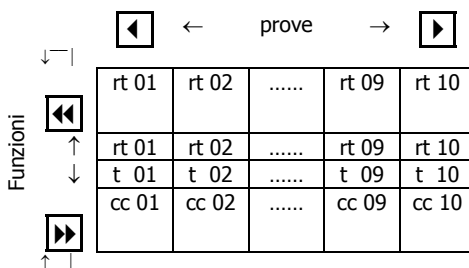 ← prove →
Funzioni
rt 01 rt 02 ...... rt 09 rt 10
rt 01 rt 02 ...... rt 09 rt 10
t 01 t 02 ...... t 09 t 10
cc 01 cc 02 ...... cc 09 cc 10